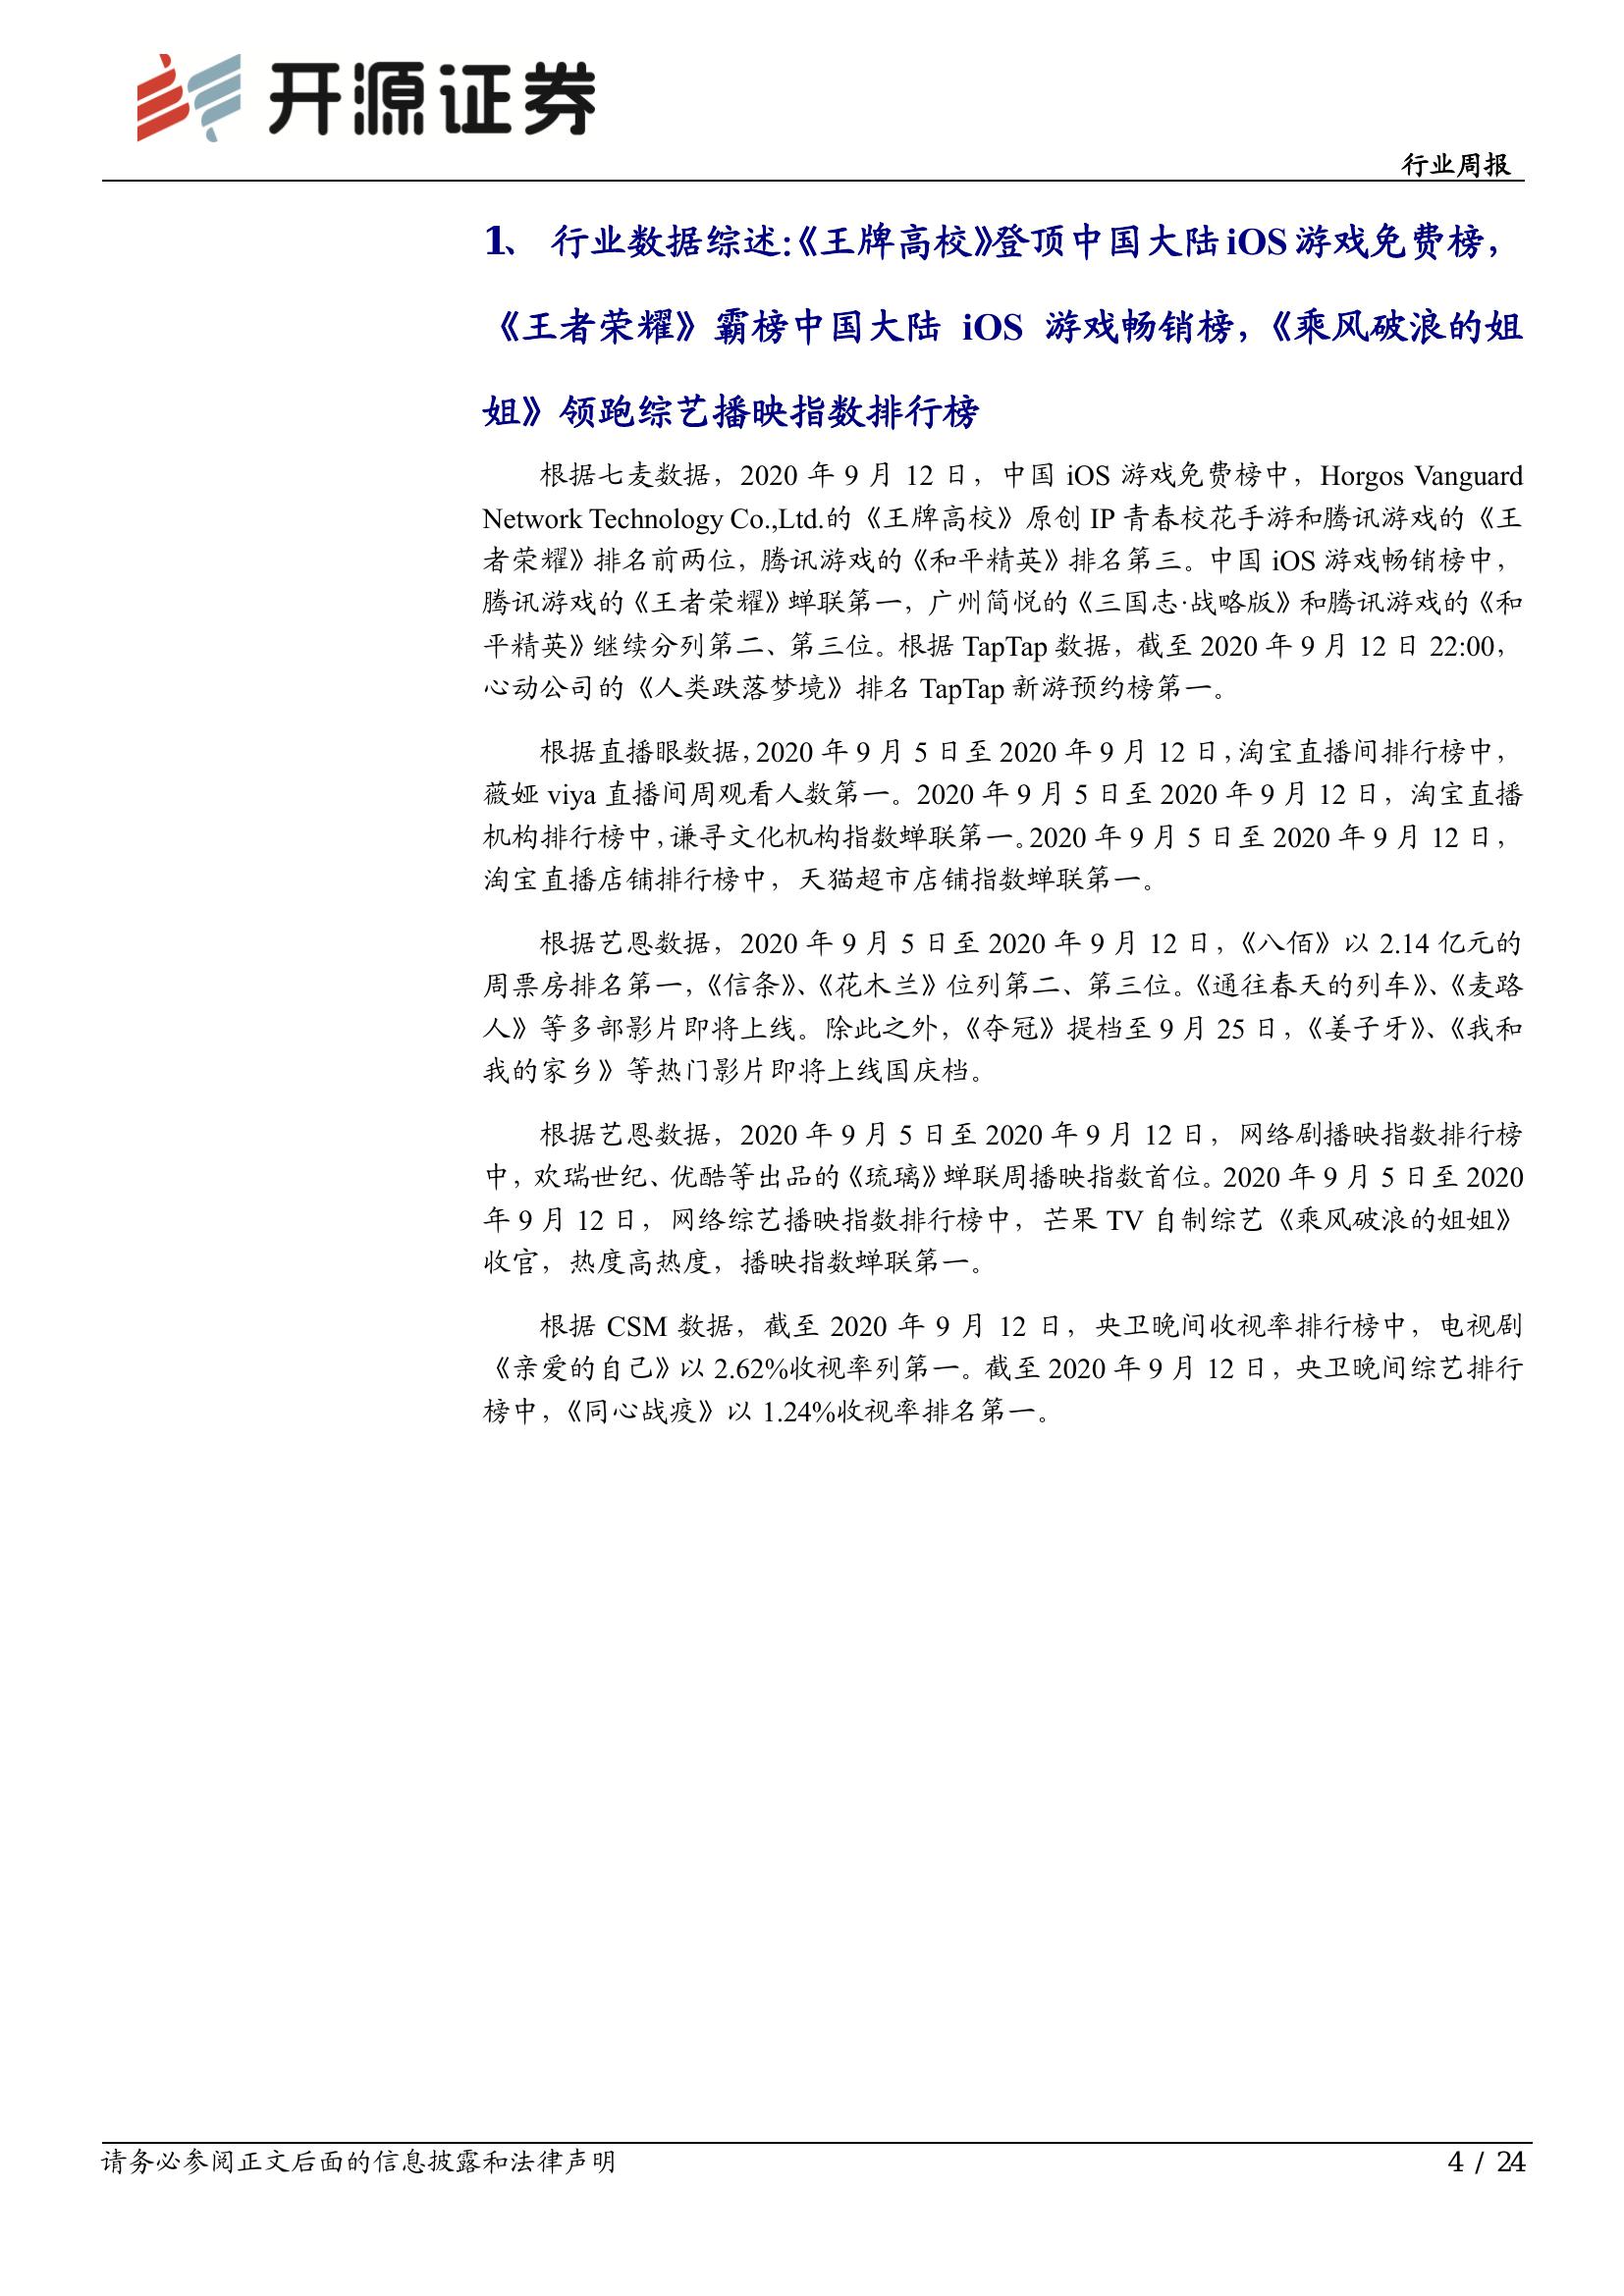 开源证券
行业周报
1、 行业数据综述：《王牌高校》登顶中国大陆 iOS 游戏免费榜，
《王者荣耀》霸榜中国大陆 iOS 游戏畅销榜，《乘风破浪的姐
姐》领跑综艺播映指数排行榜
根据七麦数据，2020 年 9 月 12 日，中国 iOS 游戏免费榜中，Horgos Vanguard
Network Technology Co.,Ltd.的《王牌高校》原创 IP 青春校花手游和腾讯游戏的《王
者荣耀》排名前两位，腾讯游戏的《和平精英》排名第三。中国 iOS 游戏畅销榜中，
腾讯游戏的《王者荣耀》蝉联第一，广州简悦的《三国志·战略版》和腾讯游戏的《和
平精英》继续分列第二、第三位。根据 TapTap 数据，截至 2020 年 9 月 12 日 22:00，
心动公司的《人类跌落梦境》排名 TapTap 新游预约榜第一。
根据直播眼数据，2020 年 9 月 5 日至 2020 年 9 月 12 日，淘宝直播间排行榜中，
薇娅 viya 直播间周观看人数第一。2020 年 9 月 5 日至 2020 年 9 月 12 日，淘宝直播
机构排行榜中，谦寻文化机构指数蝉联第一。2020 年 9 月 5 日至 2020 年 9 月 12 日，
淘宝直播店铺排行榜中，天猫超市店铺指数蝉联第一。
根据艺恩数据，2020 年 9 月 5 日至 2020 年 9 月 12 日，《八佰》以 2.14 亿元的
周票房排名第一，《信条》、《花木兰》位列第二、第三位。《通往春天的列车》、《麦路
人》等多部影片即将上线。除此之外，《夺冠》提档至 9 月 25 日，《姜子牙》、《我和
我的家乡》等热门影片即将上线国庆档。
根据艺恩数据，2020 年 9 月 5 日至 2020 年 9 月 12 日，网络剧播映指数排行榜
中，欢瑞世纪、优酷等出品的《琉璃》蝉联周播映指数首位。2020 年 9 月 5 日至 2020
年 9 月 12 日，网络综艺播映指数排行榜中，芒果 TV 自制综艺《乘风破浪的姐姐》
收官，热度高热度，播映指数蝉联第一。
根据 CSM 数据，截至 2020 年 9 月 12 日，央卫晚间收视率排行榜中，电视剧
《亲爱的自己》以 2.62%收视率列第一。截至 2020 年 9 月 12 日，央卫晚间综艺排行
榜中，《同心战疫》以 1.24%收视率排名第一。
请务必参阅正文后面的信息披露和法律声明
4 / 24